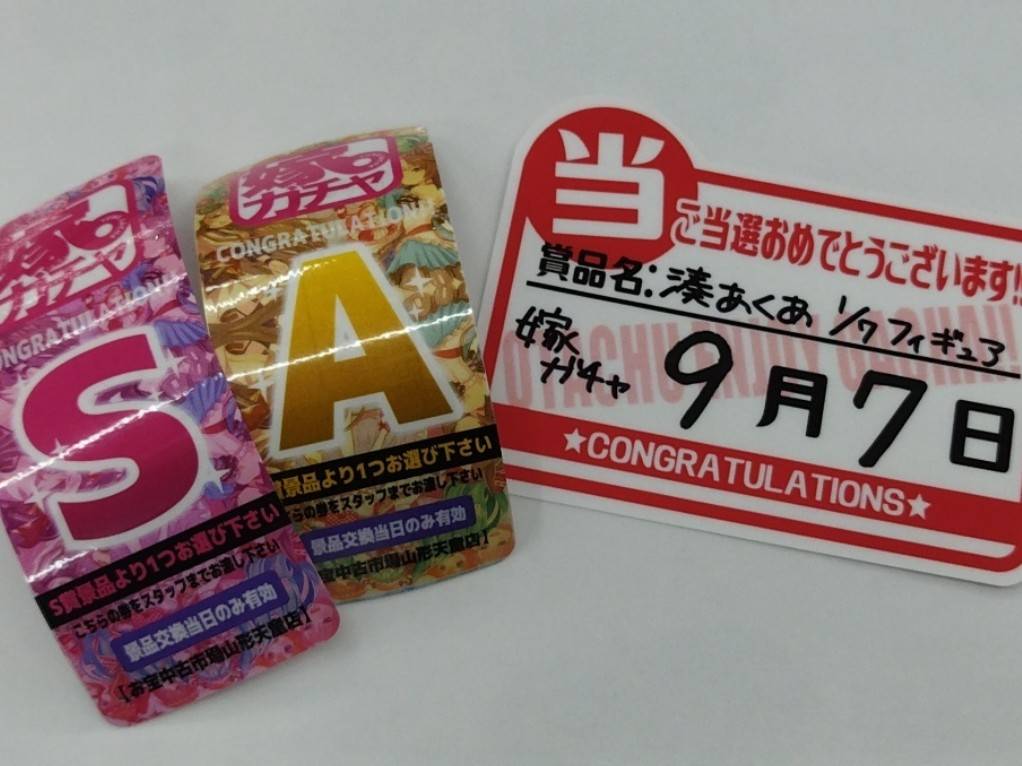 嫁。
ガチャ
CONGRATULATION
S
S賞景品より1つお選び下さい
こちらの券をスタッフまでお渡し下さい
景品交換当日のみ有効
【お宝中古市場山形天童店】
嫁。
ガチャ
CONGRATULATION!!
A
賞景品より1つお選び下さい
らの券をスタッフまでお渡し下さい
景品交換当日のみ有効
宝中古市場山形天童店】
当
ご当選おめでとうございます!!
賞品名:湊あくあ 1/7フィギュア
嫁
ガチャ
9月7日
★CONGRATULATIONS★